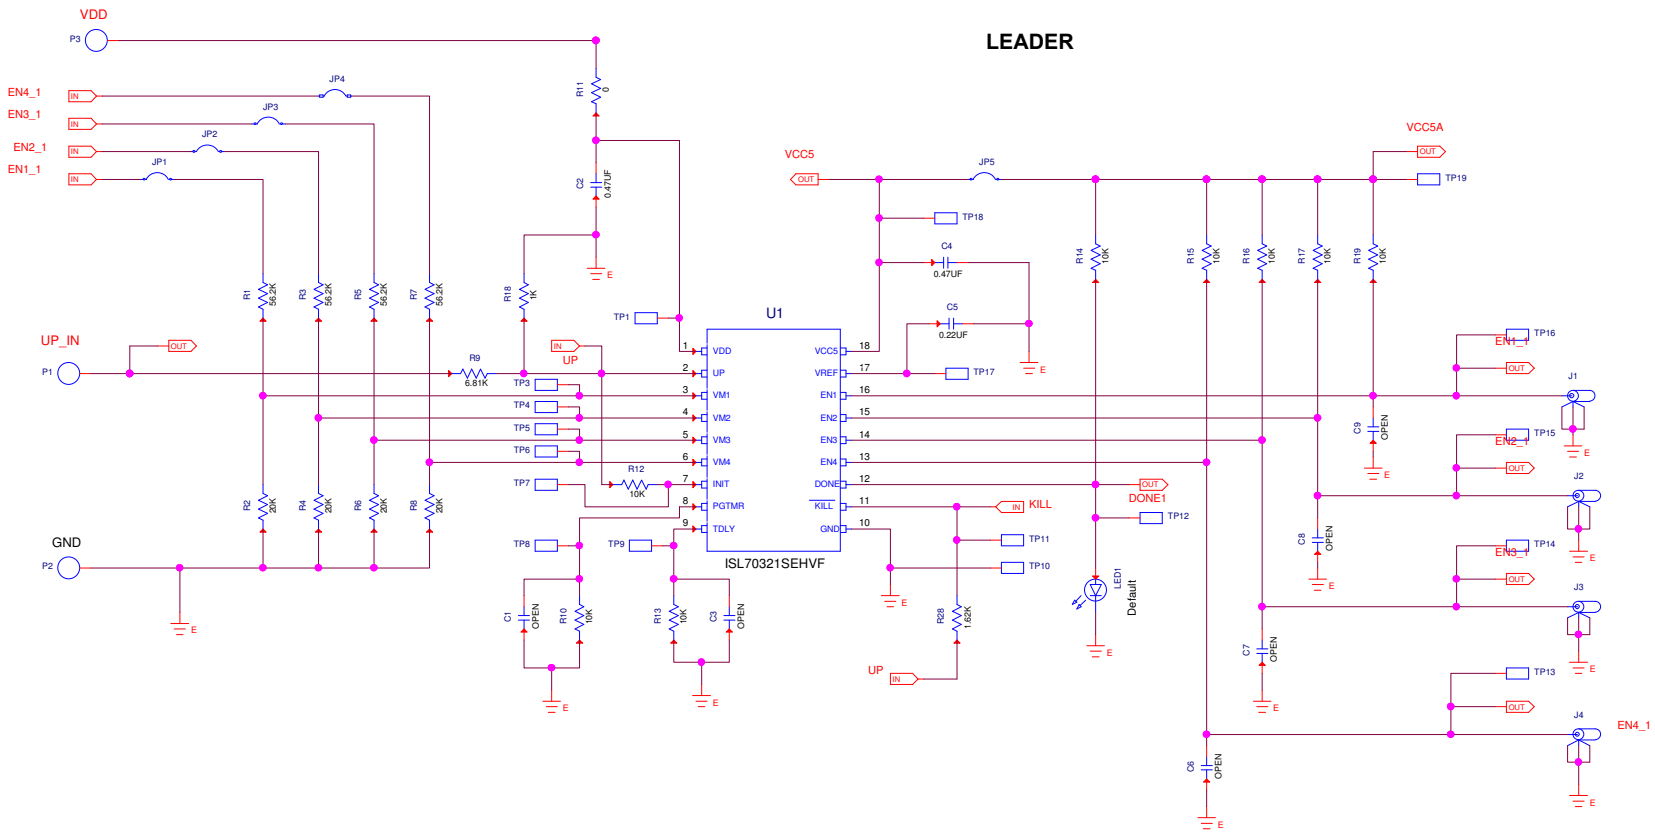 LEADER
VDD
P3
EN4_1
IN
JP4
EN3_1
IN
JP3
EN2_1
IN
JP2
EN1_1
IN
JP1
R11
0
C2
0.47UF
E
VCC5
OUT
JP5
VCC5A
OUT
TP19
TP18
C4
0.47UF
C5
0.22UF
E
R14
10K
R15
10K
R16
10K
R17
10K
R19
10K
R1
56.2K
R3
56.2K
R5
56.2K
R7
56.2K
R18
1K
TP1
UP_IN
P1
OUT
R9
6.81K
IN
UP
TP3
TP4
TP5
TP6
TP7
R12
10K
U1
1 VDD
2 UP
3 VM1
4 VM2
5 VM3
6 VM4
7 INIT
8 PGTMR
9 TDLY
VCC5 18
VREF 17
EN1 16
EN2 15
EN3 14
EN4 13
DONE 12
KILL 11
GND 10
ISL70321SEHVF
TP17
OUT
DONE1
TP12
IN
KILL
TP11
TP10
E
R28
1.62K
UP
IN
LED1
Default
E
R2
20K
R4
20K
R6
20K
R8
20K
GND
P2
E
TP8
TP9
C1
OPEN
R10
10K
R13
10K
C3
OPEN
E
E
TP16
EN1_1
OUT
J1
E
C9
OPEN
E
TP15
EN2_1
OUT
J2
E
C8
OPEN
E
TP14
EN3_1
OUT
J3
E
C7
OPEN
E
TP13
OUT
J4
EN4_1
E
C6
OPEN
E